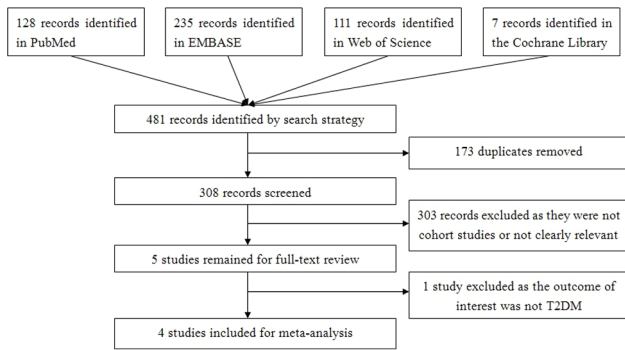 128 records identified
in PubMed
235 records identified
in EMBASE
111 records identified
in Web of Science
7 records identified in
the Cochrane Library
481 records identified by search strategy
173 duplicates removed
308 records screened
303 records excluded as they were not
cohort studies or not clearly relevant
5 studies remained for full-text review
1 study excluded as the outcome of
interest was not T2DM
4 studies included for meta-analysis